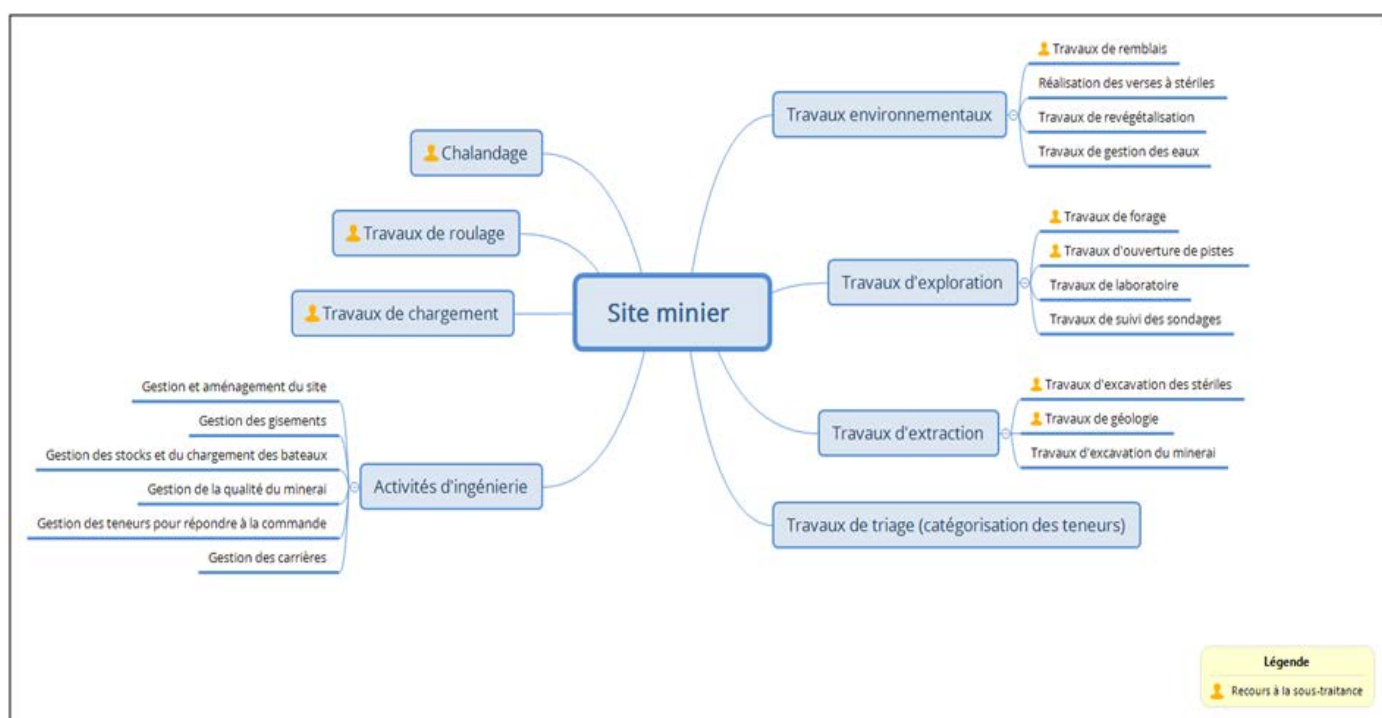 Site minier
Travaux environnementaux
Travaux de remblais
Réalisation des verses à stériles
Travaux de revégétalisation
Travaux de gestion des eaux
Travaux d'exploration
Travaux de forage
Travaux d'ouverture de pistes
Travaux de laboratoire
Travaux de suivi des sondages
Travaux d'extraction
Travaux d'excavation des stériles
Travaux de géologie
Travaux d'excavation du minerai
Travaux de triage (catégorisation des teneurs)
Chalandage
Travaux de roulage
Travaux de chargement
Activités d'ingénierie
Gestion et aménagement du site
Gestion des gisements
Gestion des stocks et du chargement des bateaux
Gestion de la qualité du minerai
Gestion des teneurs pour répondre à la commande
Gestion des carrières
Légende
Recours à la sous-traitance